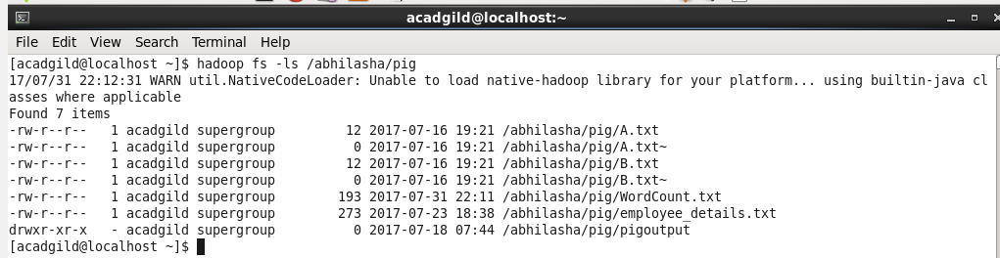 acadgild@localhost:~
File Edit View Search Terminal Help
[acadgild@localhost ~]$ hadoop fs -ls /abhilasha/pig
17/07/31 22:12:31 WARN util.NativeCodeLoader: Unable to load native-hadoop library for your platform... using builtin-java cl
asses where applicable
Found 7 items
-rw-r--r--   1 acadgild supergroup         12 2017-07-16 19:21 /abhilasha/pig/A.txt
-rw-r--r--   1 acadgild supergroup          0 2017-07-16 19:21 /abhilasha/pig/A.txt~
-rw-r--r--   1 acadgild supergroup         12 2017-07-16 19:21 /abhilasha/pig/B.txt
-rw-r--r--   1 acadgild supergroup          0 2017-07-16 19:21 /abhilasha/pig/B.txt~
-rw-r--r--   1 acadgild supergroup        193 2017-07-31 22:11 /abhilasha/pig/WordCount.txt
-rw-r--r--   1 acadgild supergroup        273 2017-07-23 18:38 /abhilasha/pig/employee_details.txt
drwxr-xr-x   - acadgild supergroup          0 2017-07-18 07:44 /abhilasha/pig/pigoutput
[acadgild@localhost ~]$